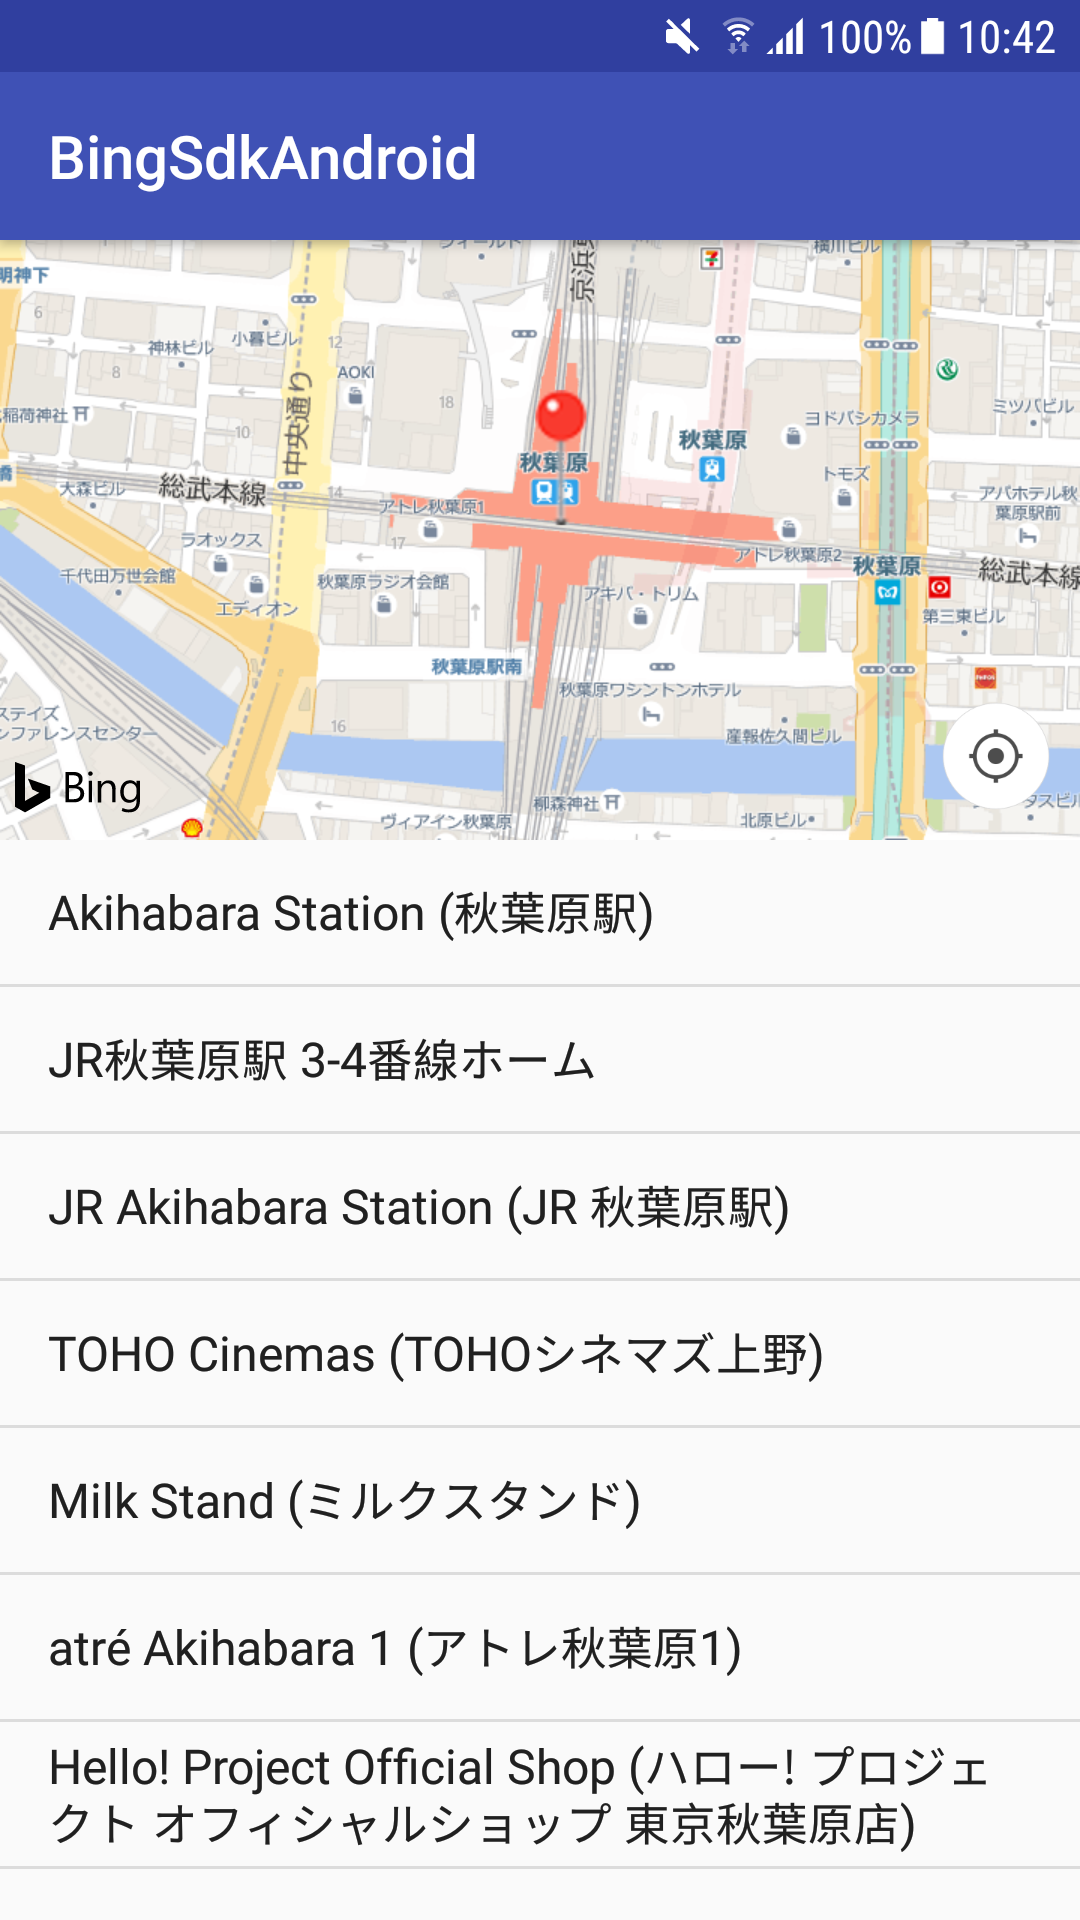 100% 10:42
BingSdkAndroid
フィールド
京浜
横川ビル
明神下
6
神林ビル
小暮ビル
12
8
AOKI
18
中央通り
稲荷神社
10
ヨドバシカメラ
ミツバビル
秋葉原
秋葉原
橋
大森ビル
総武本線
14
アトレ秋葉原1
トモズ
アパホテル秋
葉原駅前
ラオックス
17
アトレ秋葉原2
秋葉原
総武本線
千代田万世会館
秋葉原ラジオ会館
エディオン
アキバ・トリム
第三東ビル
秋葉原駅南
秋葉原ワシントンホテル
ステイズ
ンファレンスセンター
16
産報佐久間ビル
Bing
柳森神社
タスビル
ヴィアイン秋葉原
北原ビル
Akihabara Station (秋葉原駅)
JR秋葉原駅 3-4番線ホーム
JR Akihabara Station (JR 秋葉原駅)
TOHO Cinemas (TOHOシネマズ上野)
Milk Stand (ミルクスタンド)
atré Akihabara 1 (アトレ秋葉原1)
Hello! Project Official Shop (ハロー! プロジェ
クト オフィシャルショップ 東京秋葉原店)